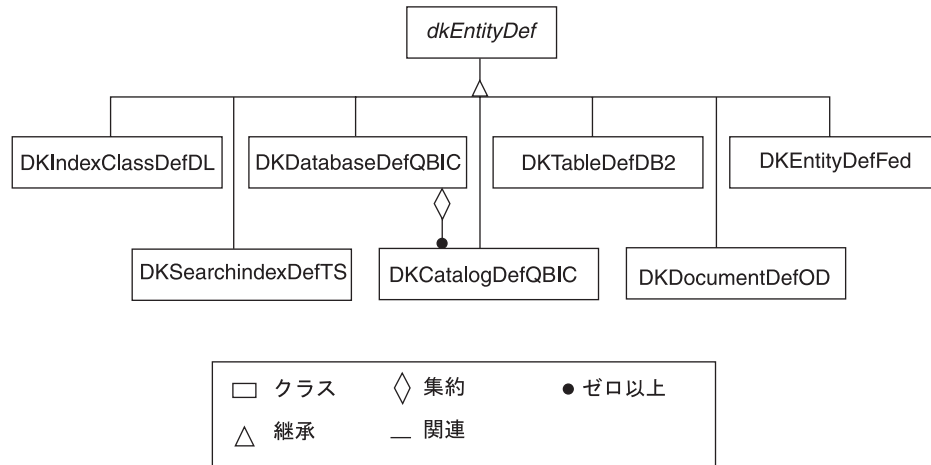 dkEntityDef
DKIndexClassDefDL
DKDatabaseDefQBIC
DKTableDefDB2
DKEntityDefFed
DKSearchindexDefTS
DKCatalogDefQBIC
DKDocumentDefOD
クラス
集約
ゼロ以上
継承
関連